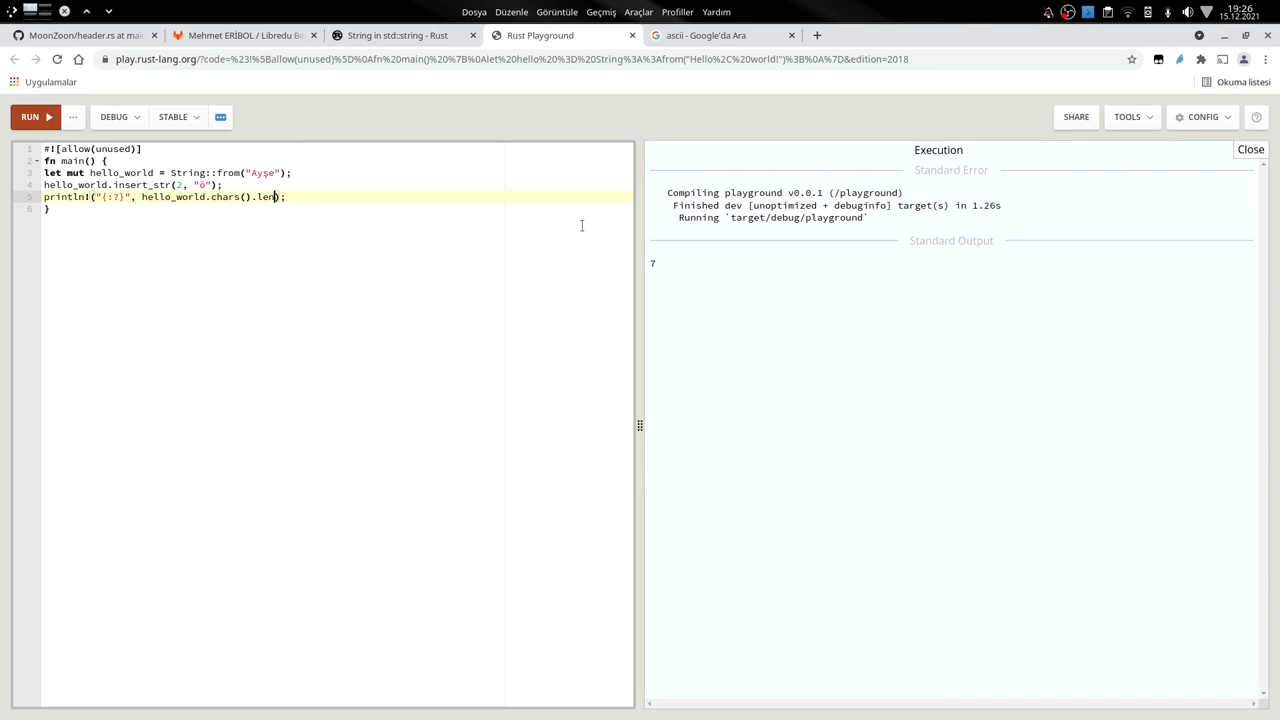 Dosya Düzenle Görüntüle Geçmiş Araçlar Profiller Yardım
19:26
15.12.2021
MoonZoon/header.rs at main
Mehmet ERİBOL / Libredu Be
String in std::string - Rust
Rust Playground
ascii - Google'da Ara
play.rust-lang.org/?code=%23!%5Ballow(unused)%5D%0Afn%20main()%20%7B%0Alet%20hello%20%3D%20String%3A%3Afrom("Hello%2C%20world!")%3B%0A%7D&edition=2018
Uygulamalar
Okuma listesi
RUN ▶ ... DEBUG STABLE ... SHARE TOOLS CONFIG ?
1 #![allow(unused)]
2 fn main() {
3 let mut hello_world = String::from("Ayşe");
4 hello_world.insert_str(2, "ö");
5 println!("{:?}", hello_world.chars().len);
6 }
Execution
Close
Standard Error
Compiling playground v0.0.1 (/playground)
Finished dev [unoptimized + debuginfo] target(s) in 1.26s
Running `target/debug/playground`
Standard Output
7